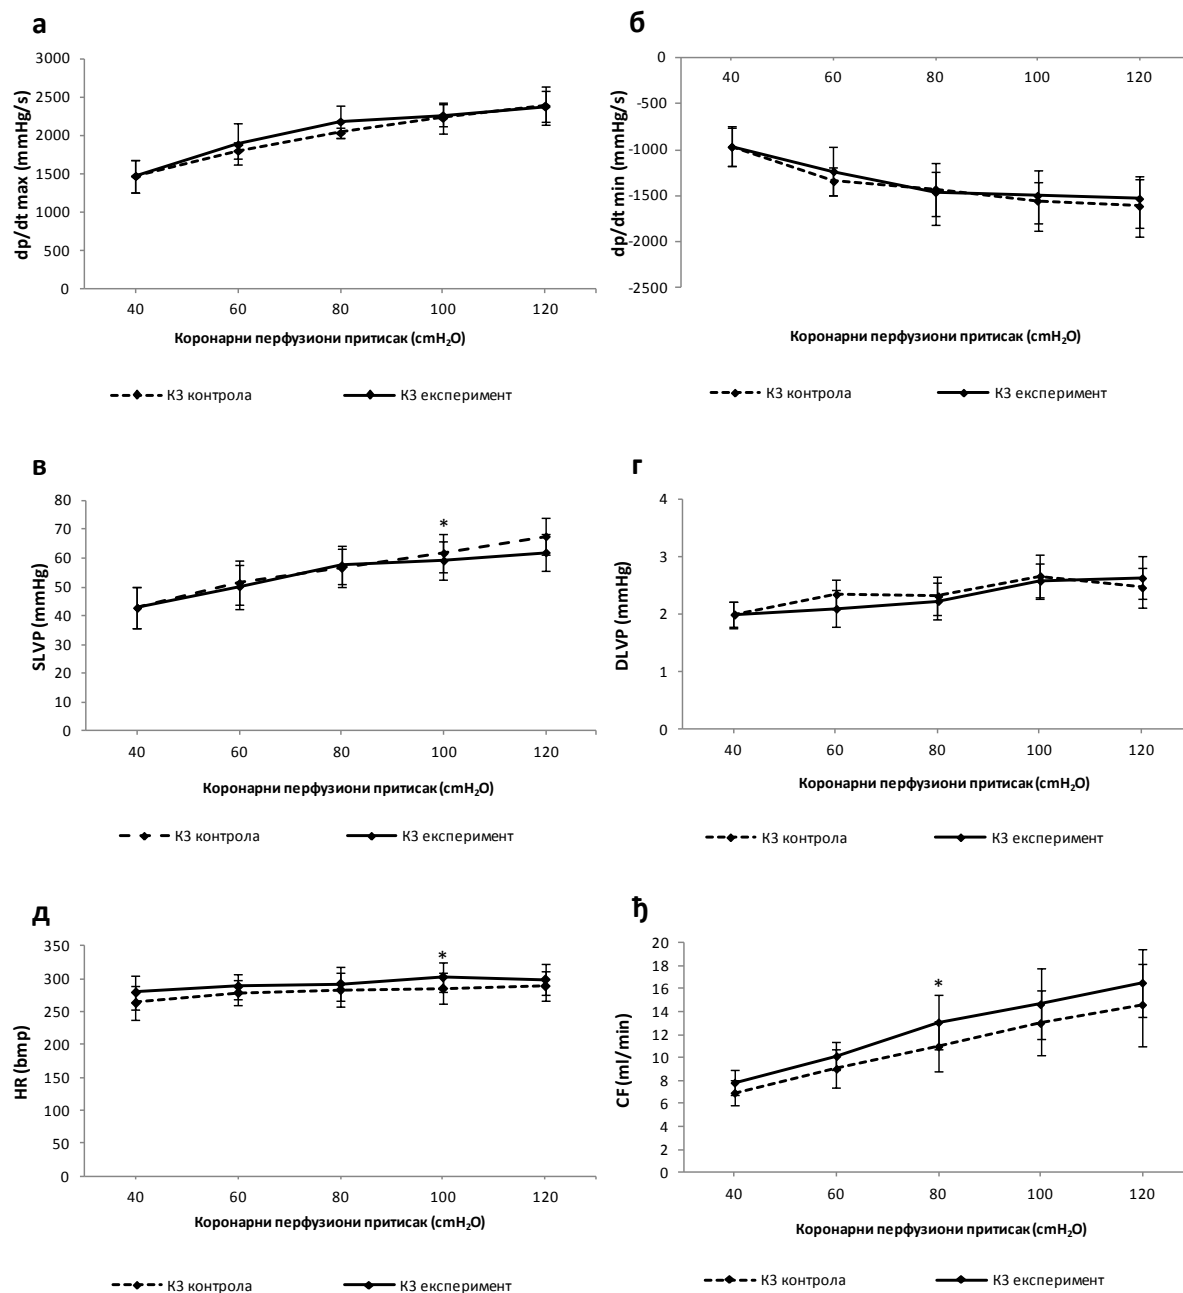 а
dp/dt max (mmHg/s)
3000
2500
2000
1500
1000
500
0
40 60 80 100 120
Коронарни перфузиони притисак (cmH₂O)
КЗ контрола КЗ експеримент
б
dp/dt min (mmHg/s)
0
-500
-1000
-1500
-2000
-2500
40 60 80 100 120
Коронарни перфузиони притисак (cmH₂O)
КЗ контрола КЗ експеримент
в
SLVP (mmHg)
80
70
60
50
40
30
20
10
0
*
40 60 80 100 120
Коронарни перфузиони притисак (cmH₂O)
КЗ контрола КЗ експеримент
г
DLVP (mmHg)
4
3
2
1
0
40 60 80 100 120
Коронарни перфузиони притисак (cmH₂O)
КЗ контрола КЗ експеримент
д
HR (bmp)
350
300
250
200
150
100
50
0
*
40 60 80 100 120
Коронарни перфузиони притисак (cmH₂O)
КЗ контрола КЗ експеримент
ђ
CF (ml/min)
20
18
16
14
12
10
8
6
4
2
0
*
40 60 80 100 120
Коронарни перфузиони притисак (cmH₂O)
КЗ контрола КЗ експеримент